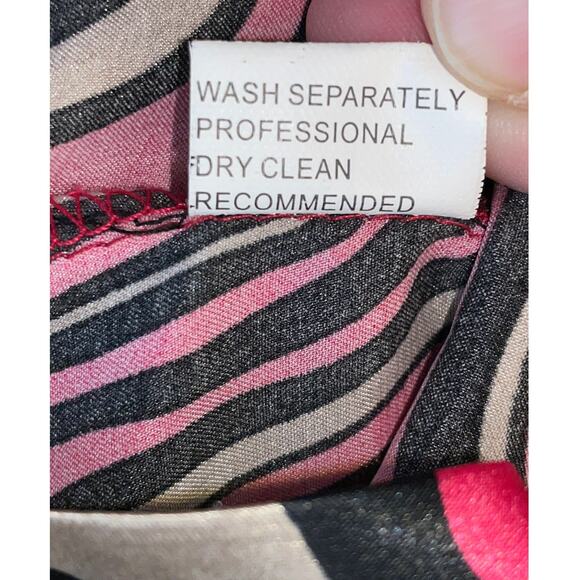 WASH SEPARATELY
PROFESSIONAL
DRY CLEAN
RECOMMENDED